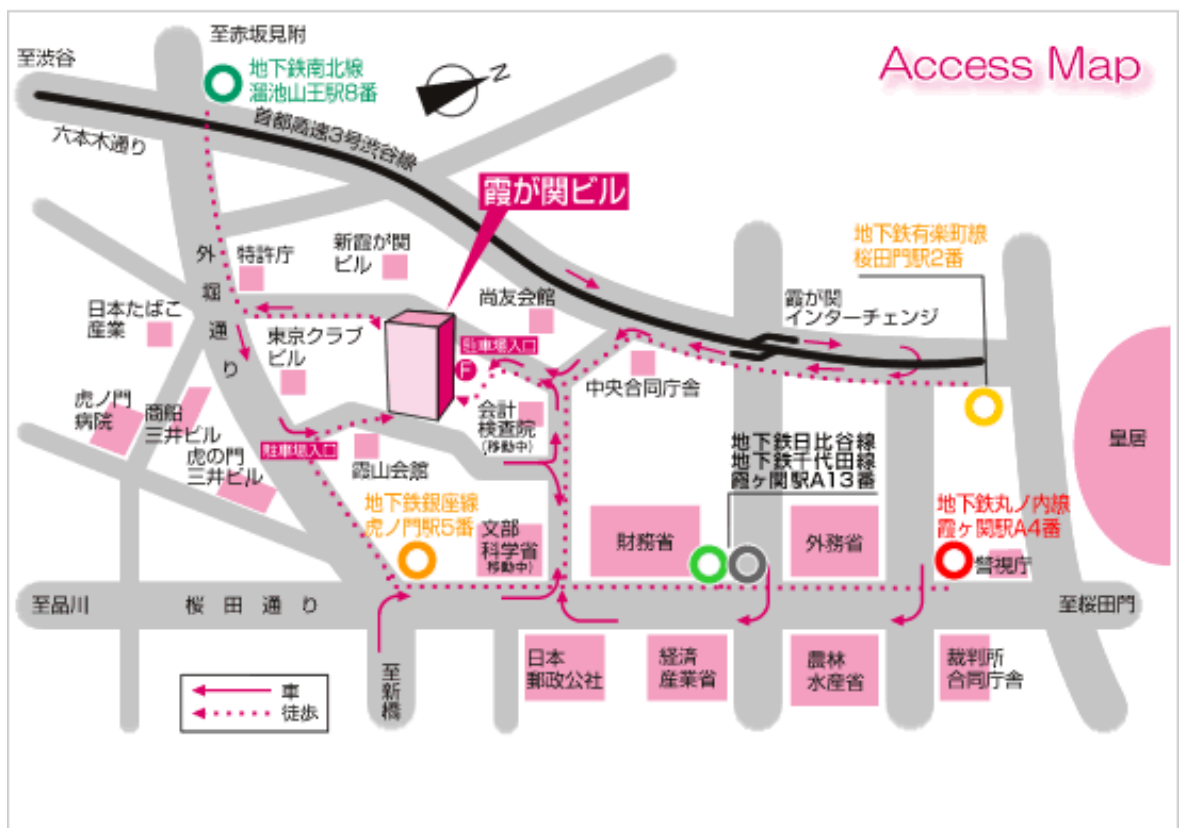 至赤坂見附
至渋谷
地下鉄南北線
溜池山王駅8番
N
Access Map
六本木通り
首都高速3号渋谷線
霞が関ビル
地下鉄有楽町線
桜田門駅2番
外堀通り
特許庁
新霞が関
ビル
尚友会館
霞が関
インターチェンジ
日本たばこ
産業
東京クラブ
ビル
駐車場入口
F
中央合同庁舎
虎ノ門
病院
商船
三井ビル
虎の門
三井ビル
駐車場入口
霞山会館
会計
検査院
(移動中)
地下鉄日比谷線
地下鉄千代田線
霞ヶ関駅A13番
皇居
地下鉄銀座線
虎ノ門駅5番
文部
科学省
(移動中)
財務省
外務省
地下鉄丸ノ内線
霞ヶ関駅A4番
警視庁
至品川
桜田通り
至桜田門
至新橋
日本
郵政公社
経済
産業省
農林
水産省
裁判所
合同庁舎
車
徒歩